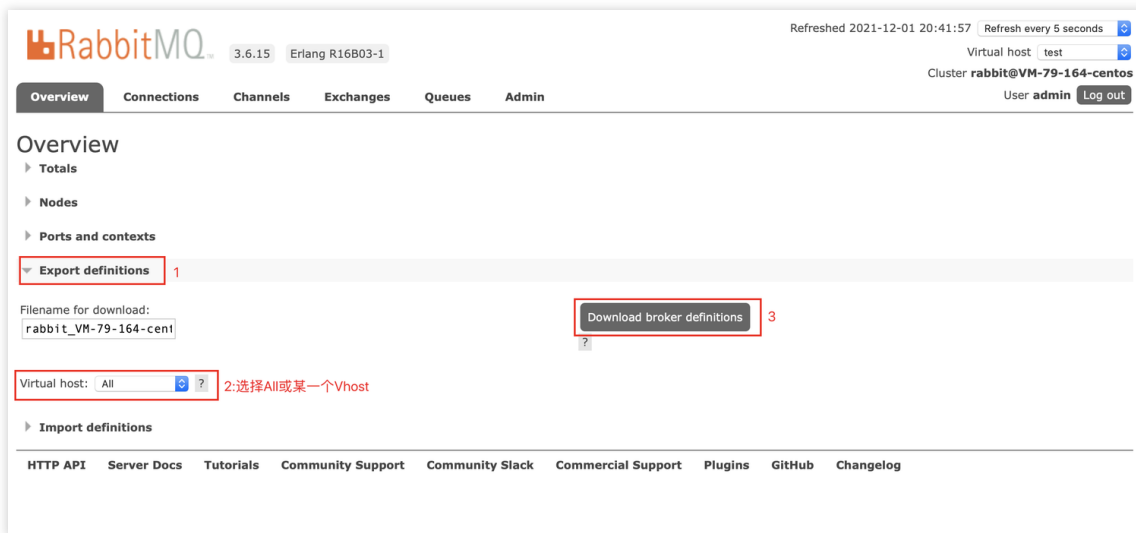 Refreshed 2021-12-01 20:41:57 Refresh every 5 seconds
RabbitMQ 3.6.15 Erlang R16B03-1
TM
Virtual host test
Cluster rabbit@VM-79-164-centos
User admin Log out
Overview Connections Channels Exchanges Queues Admin
Overview
Totals
Nodes
Ports and contexts
Export definitions 1
Filename for download:
rabbit_VM-79-164-cent
Download broker definitions 3
?
Virtual host: All ? 2:选择All或某一个Vhost
Import definitions
HTTP API Server Docs Tutorials Community Support Community Slack Commercial Support Plugins GitHub Changelog